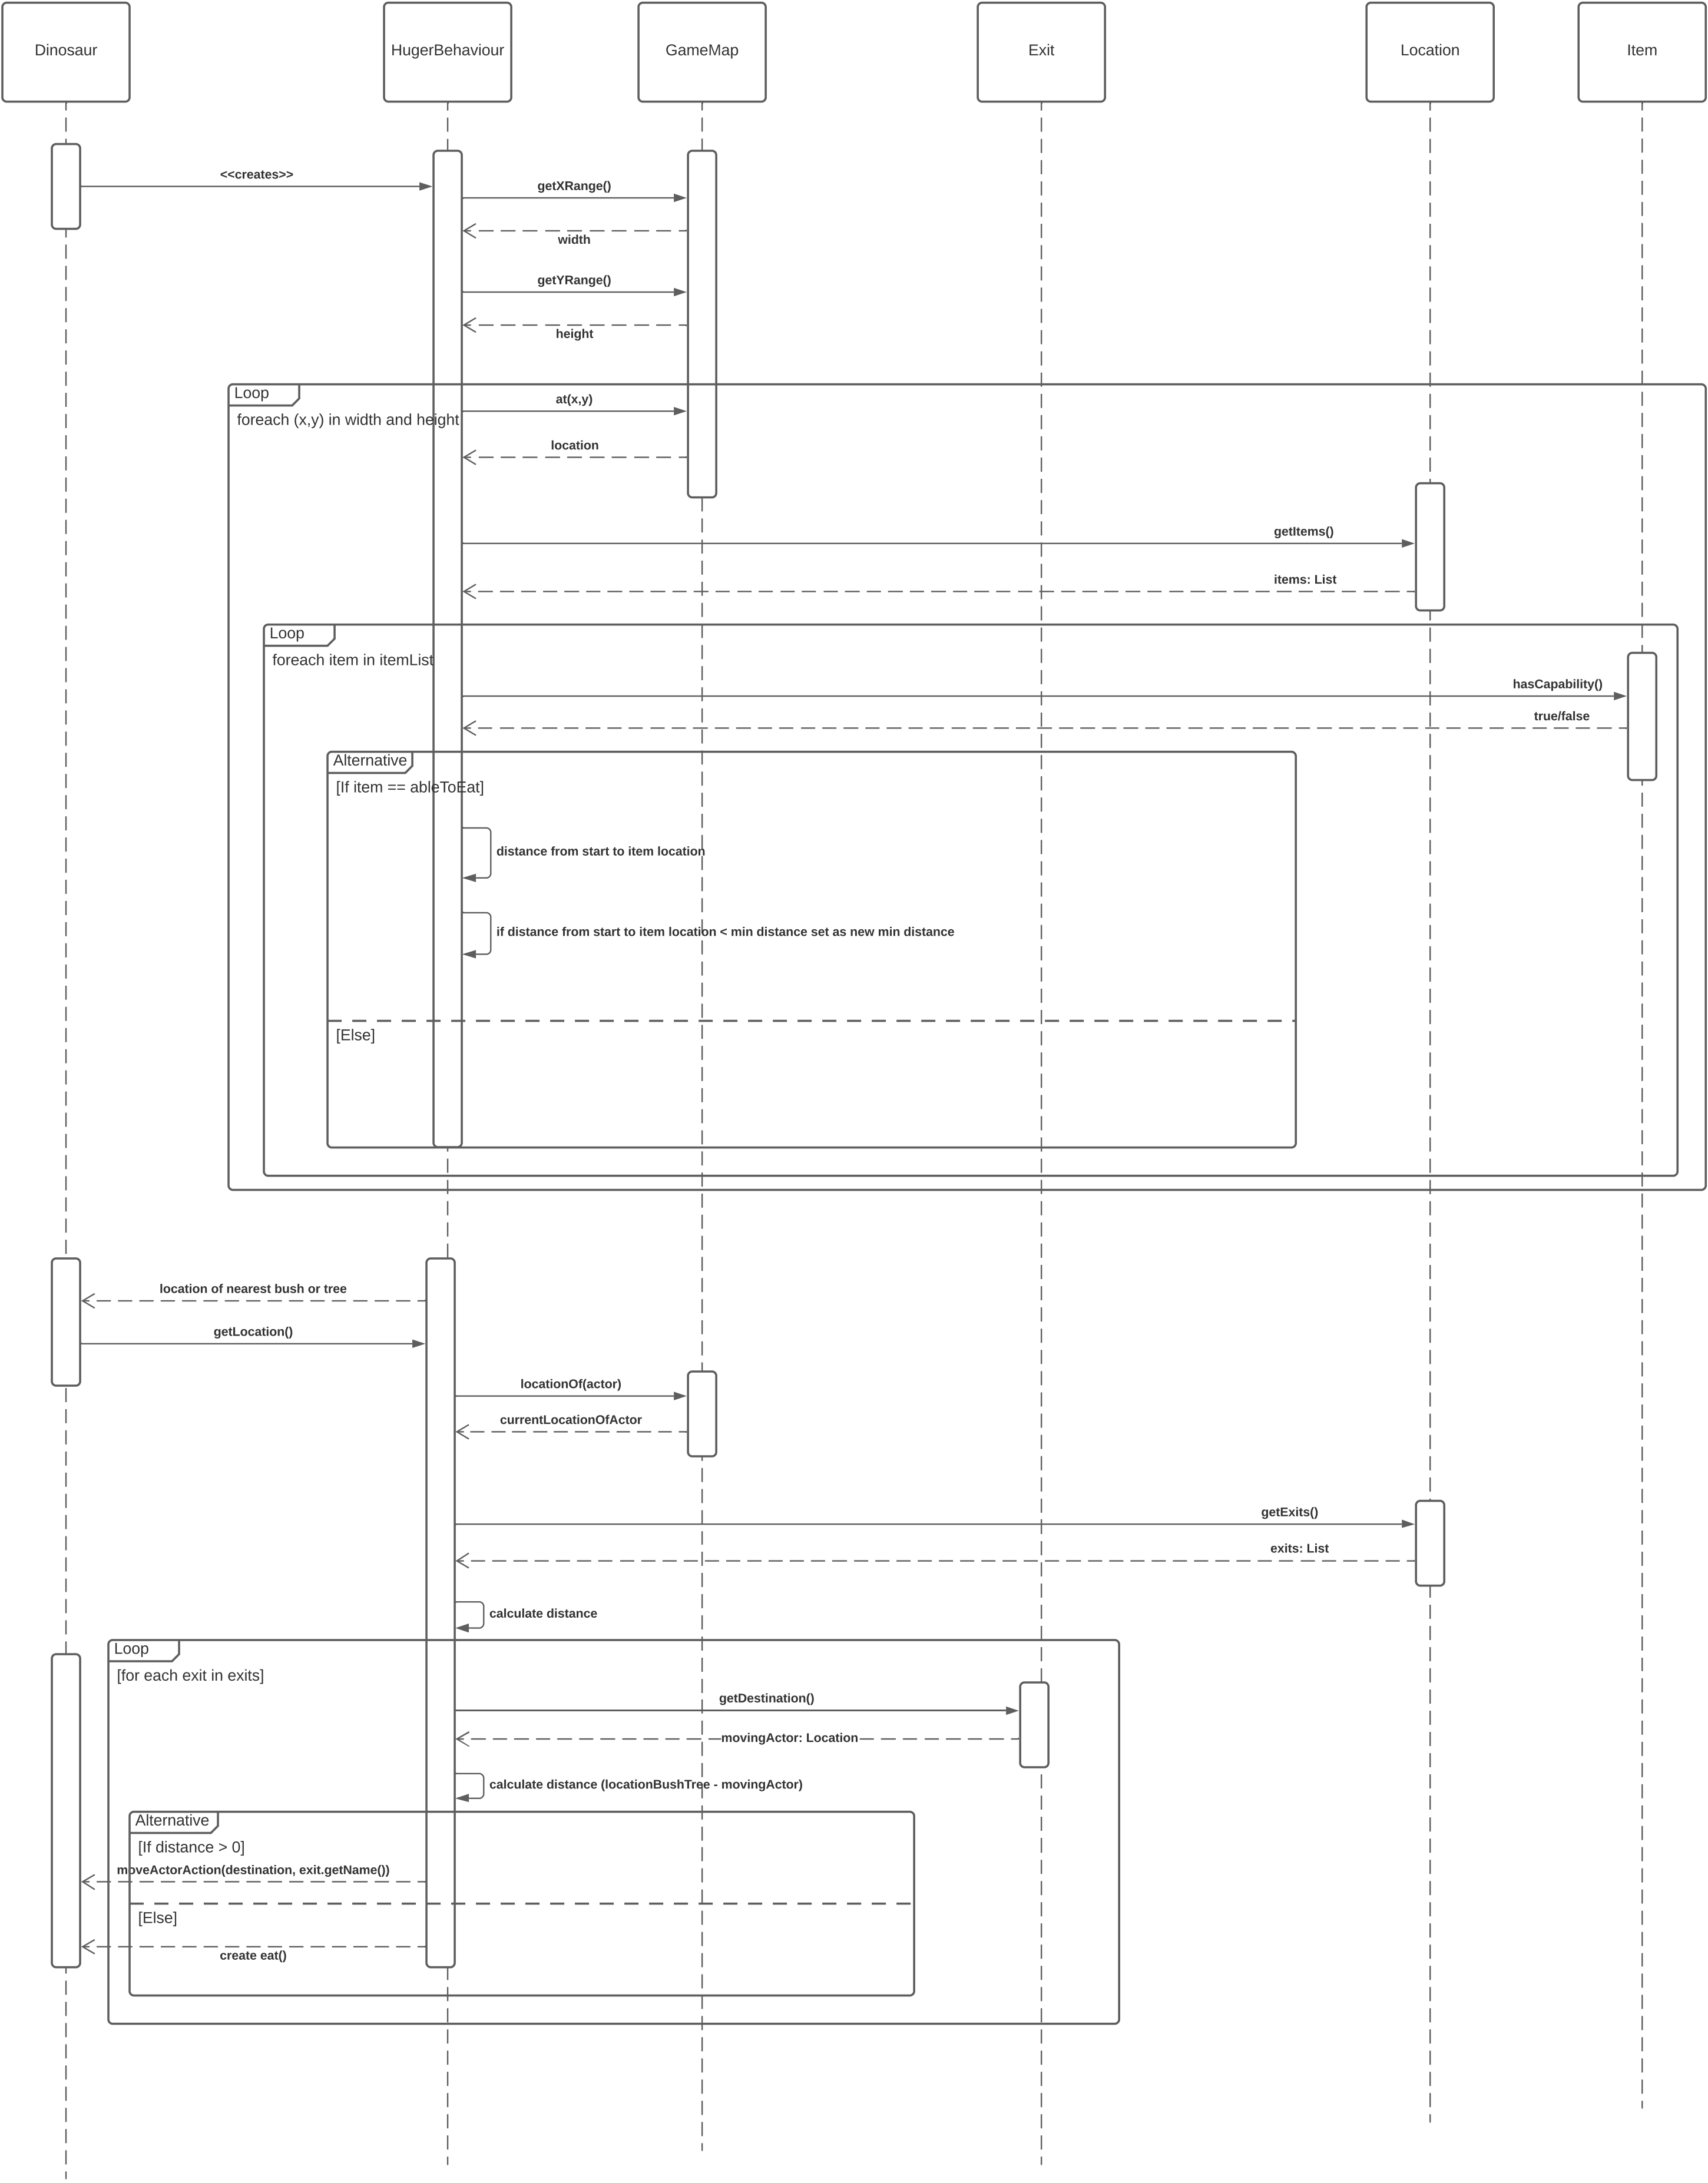 Dinosaur
HugerBehaviour
GameMap
Exit
Location
Item
<<creates>>
getXRange()
width
getYRange()
height
Loop
foreach (x,y) in width and height
at(x,y)
location
getItems()
items: List
Loop
foreach item in itemList
hasCapability()
true/false
Alternative
[If item == ableToEat]
distance from start to item location
if distance from start to item location < min distance set as new min distance
[Else]
location of nearest bush or tree
getLocation()
locationOf(actor)
currentLocationOfActor
getExits()
exits: List
calculate distance
Loop
[for each exit in exits]
getDestination()
movingActor: Location
calculate distance (locationBushTree - movingActor)
Alternative
[If distance > 0]
moveActorAction(destination, exit.getName())
[Else]
create eat()